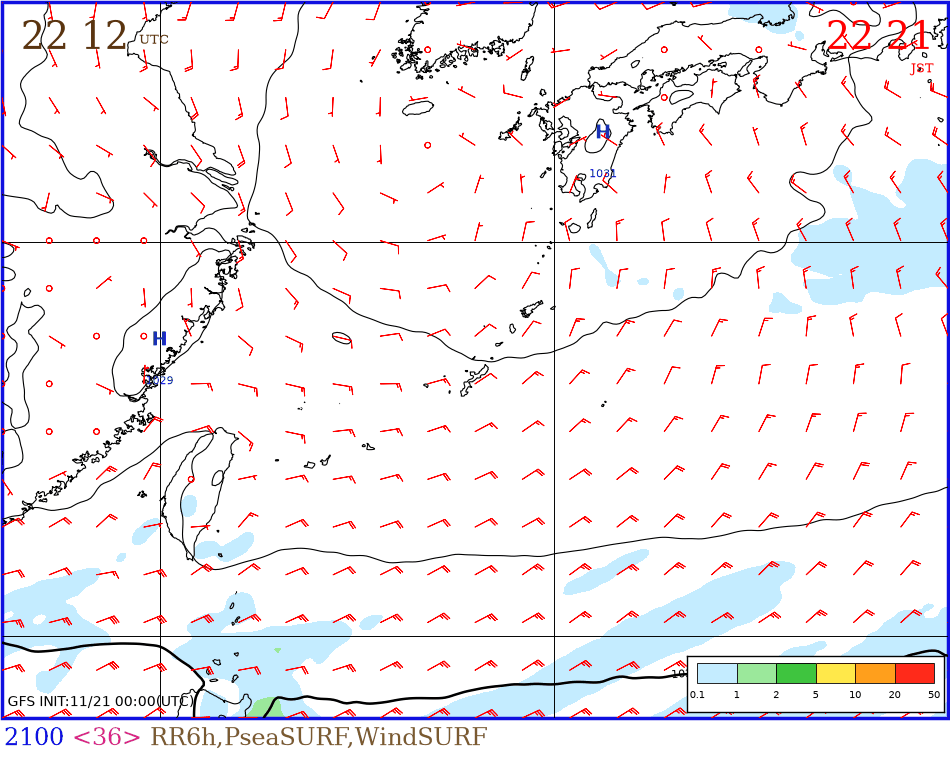 22 12 UTC
22 21
JST
H
1031
H
1029
GFS INIT:11/21 00:00(UTC)
0.1 1 2 5 10 20 50
2100 <36> RR6h,PseaSURF,WindSURF